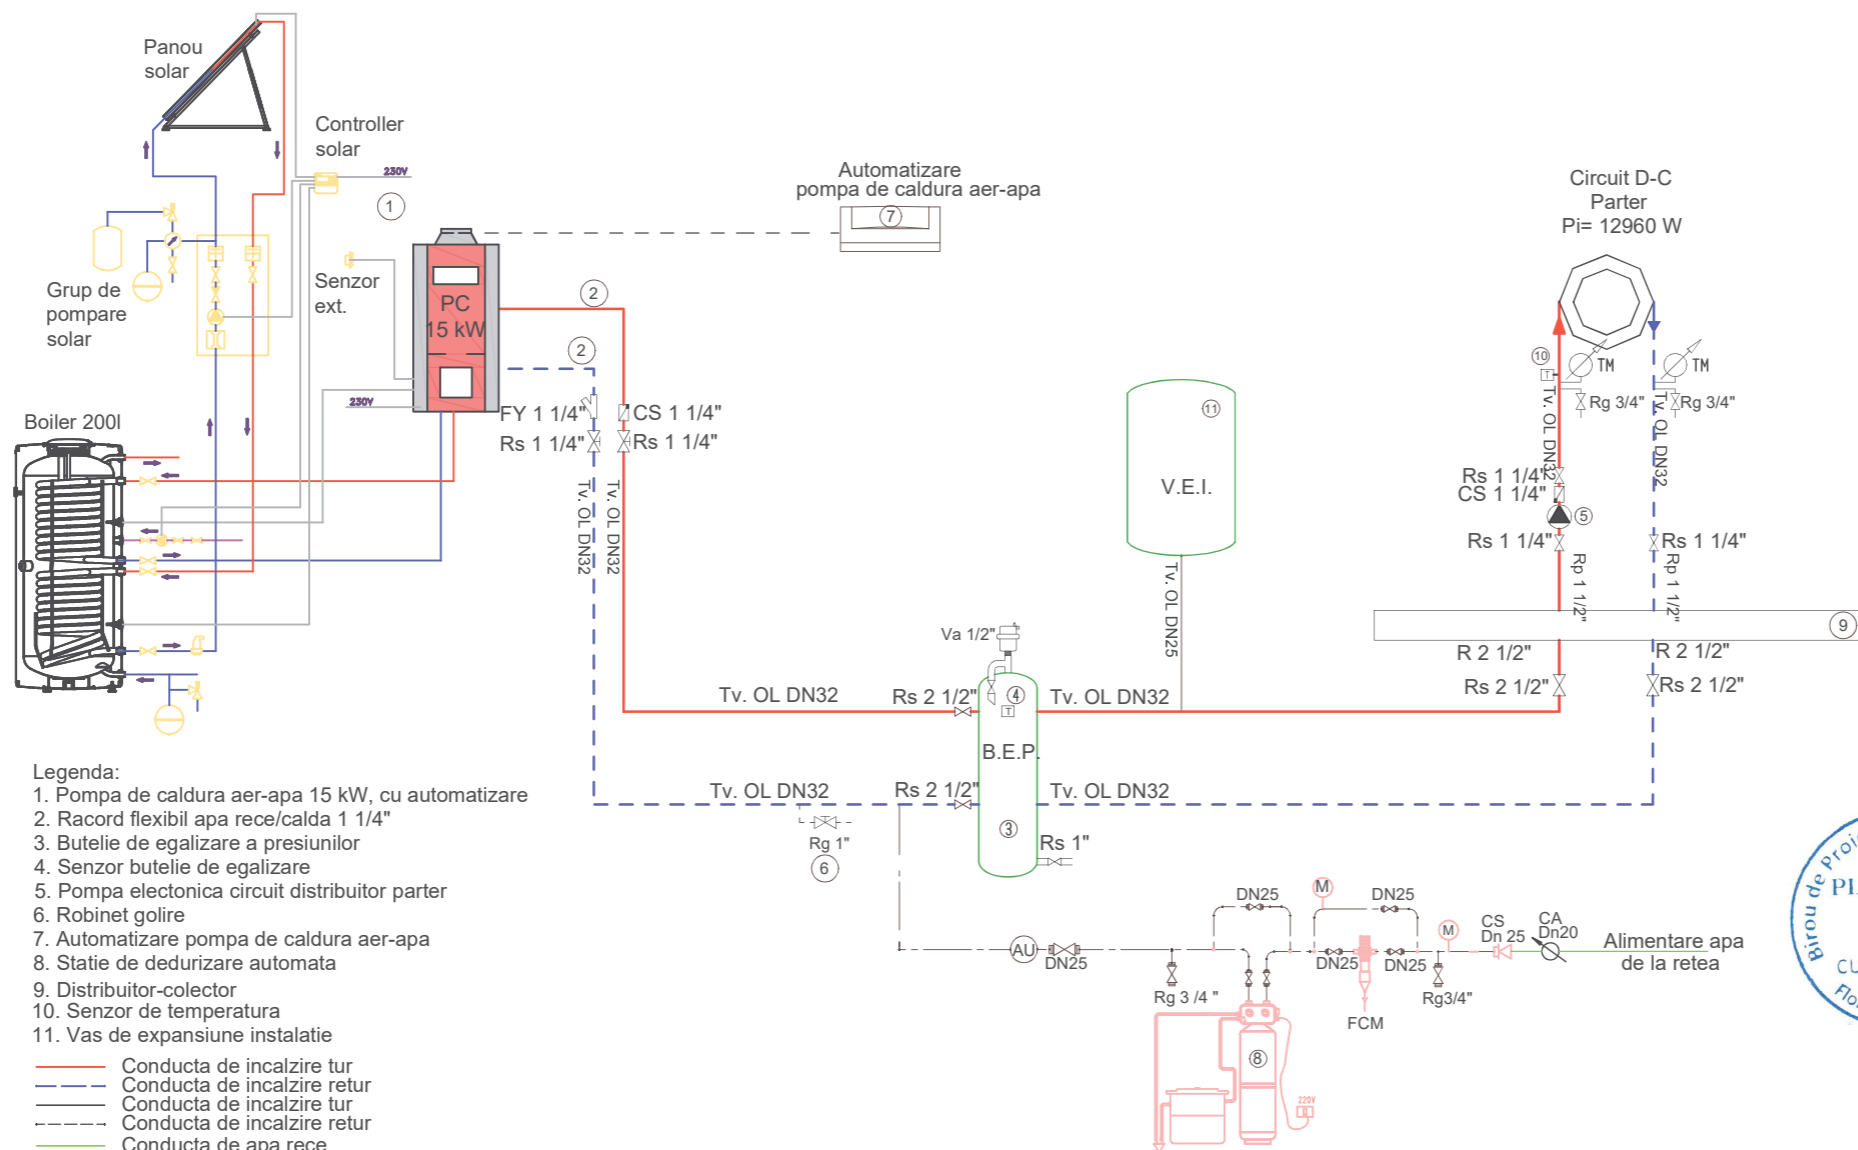 Panou
solar
Controller
solar
230V
1
Automatizare
pompa de caldura aer-apa
7
Circuit D-C
Parter
Pi= 12960 W
Grup de
pompare
solar
Senzor
ext.
PC
15 kW
2
2
230V
FY 1 1/4"
CS 1 1/4"
Rs 1 1/4"
Rs 1 1/4"
Tv. OL DN32
Tv. OL DN32
Boiler 200l
11
V.E.I.
Tv. OL DN25
10
T
TM
TM
Rg 3/4"
Rg 3/4"
Tv. OL DN32
Tv. OL DN32
Rs 1 1/4"
CS 1 1/4"
5
Rs 1 1/4"
Rs 1 1/4"
Rp 1 1/2"
Rp 1 1/2"
9
R 2 1/2"
R 2 1/2"
Rs 2 1/2"
Rs 2 1/2"
Va 1/2"
4
T
Tv. OL DN32
Rs 2 1/2"
Tv. OL DN32
B.E.P.
Tv. OL DN32
Rs 2 1/2"
Tv. OL DN32
3
Rs 1"
Rg 1"
6
Legenda:
1. Pompa de caldura aer-apa 15 kW, cu automatizare
2. Racord flexibil apa rece/calda 1 1/4"
3. Butelie de egalizare a presiunilor
4. Senzor butelie de egalizare
5. Pompa electonica circuit distribuitor parter
6. Robinet golire
7. Automatizare pompa de caldura aer-apa
8. Statie de dedurizare automata
9. Distribuitor-colector
10. Senzor de temperatura
11. Vas de expansiune instalatie
Conducta de incalzire tur
Conducta de incalzire retur
Conducta de incalzire tur
Conducta de incalzire retur
Conducta de apa rece
AU
DN25
Rg 3 /4 "
DN25
M
DN25
DN25
DN25
FCM
M
Rg3/4"
CS
Dn 25
CA
Dn20
Alimentare apa
de la retea
8
220V
Birou de